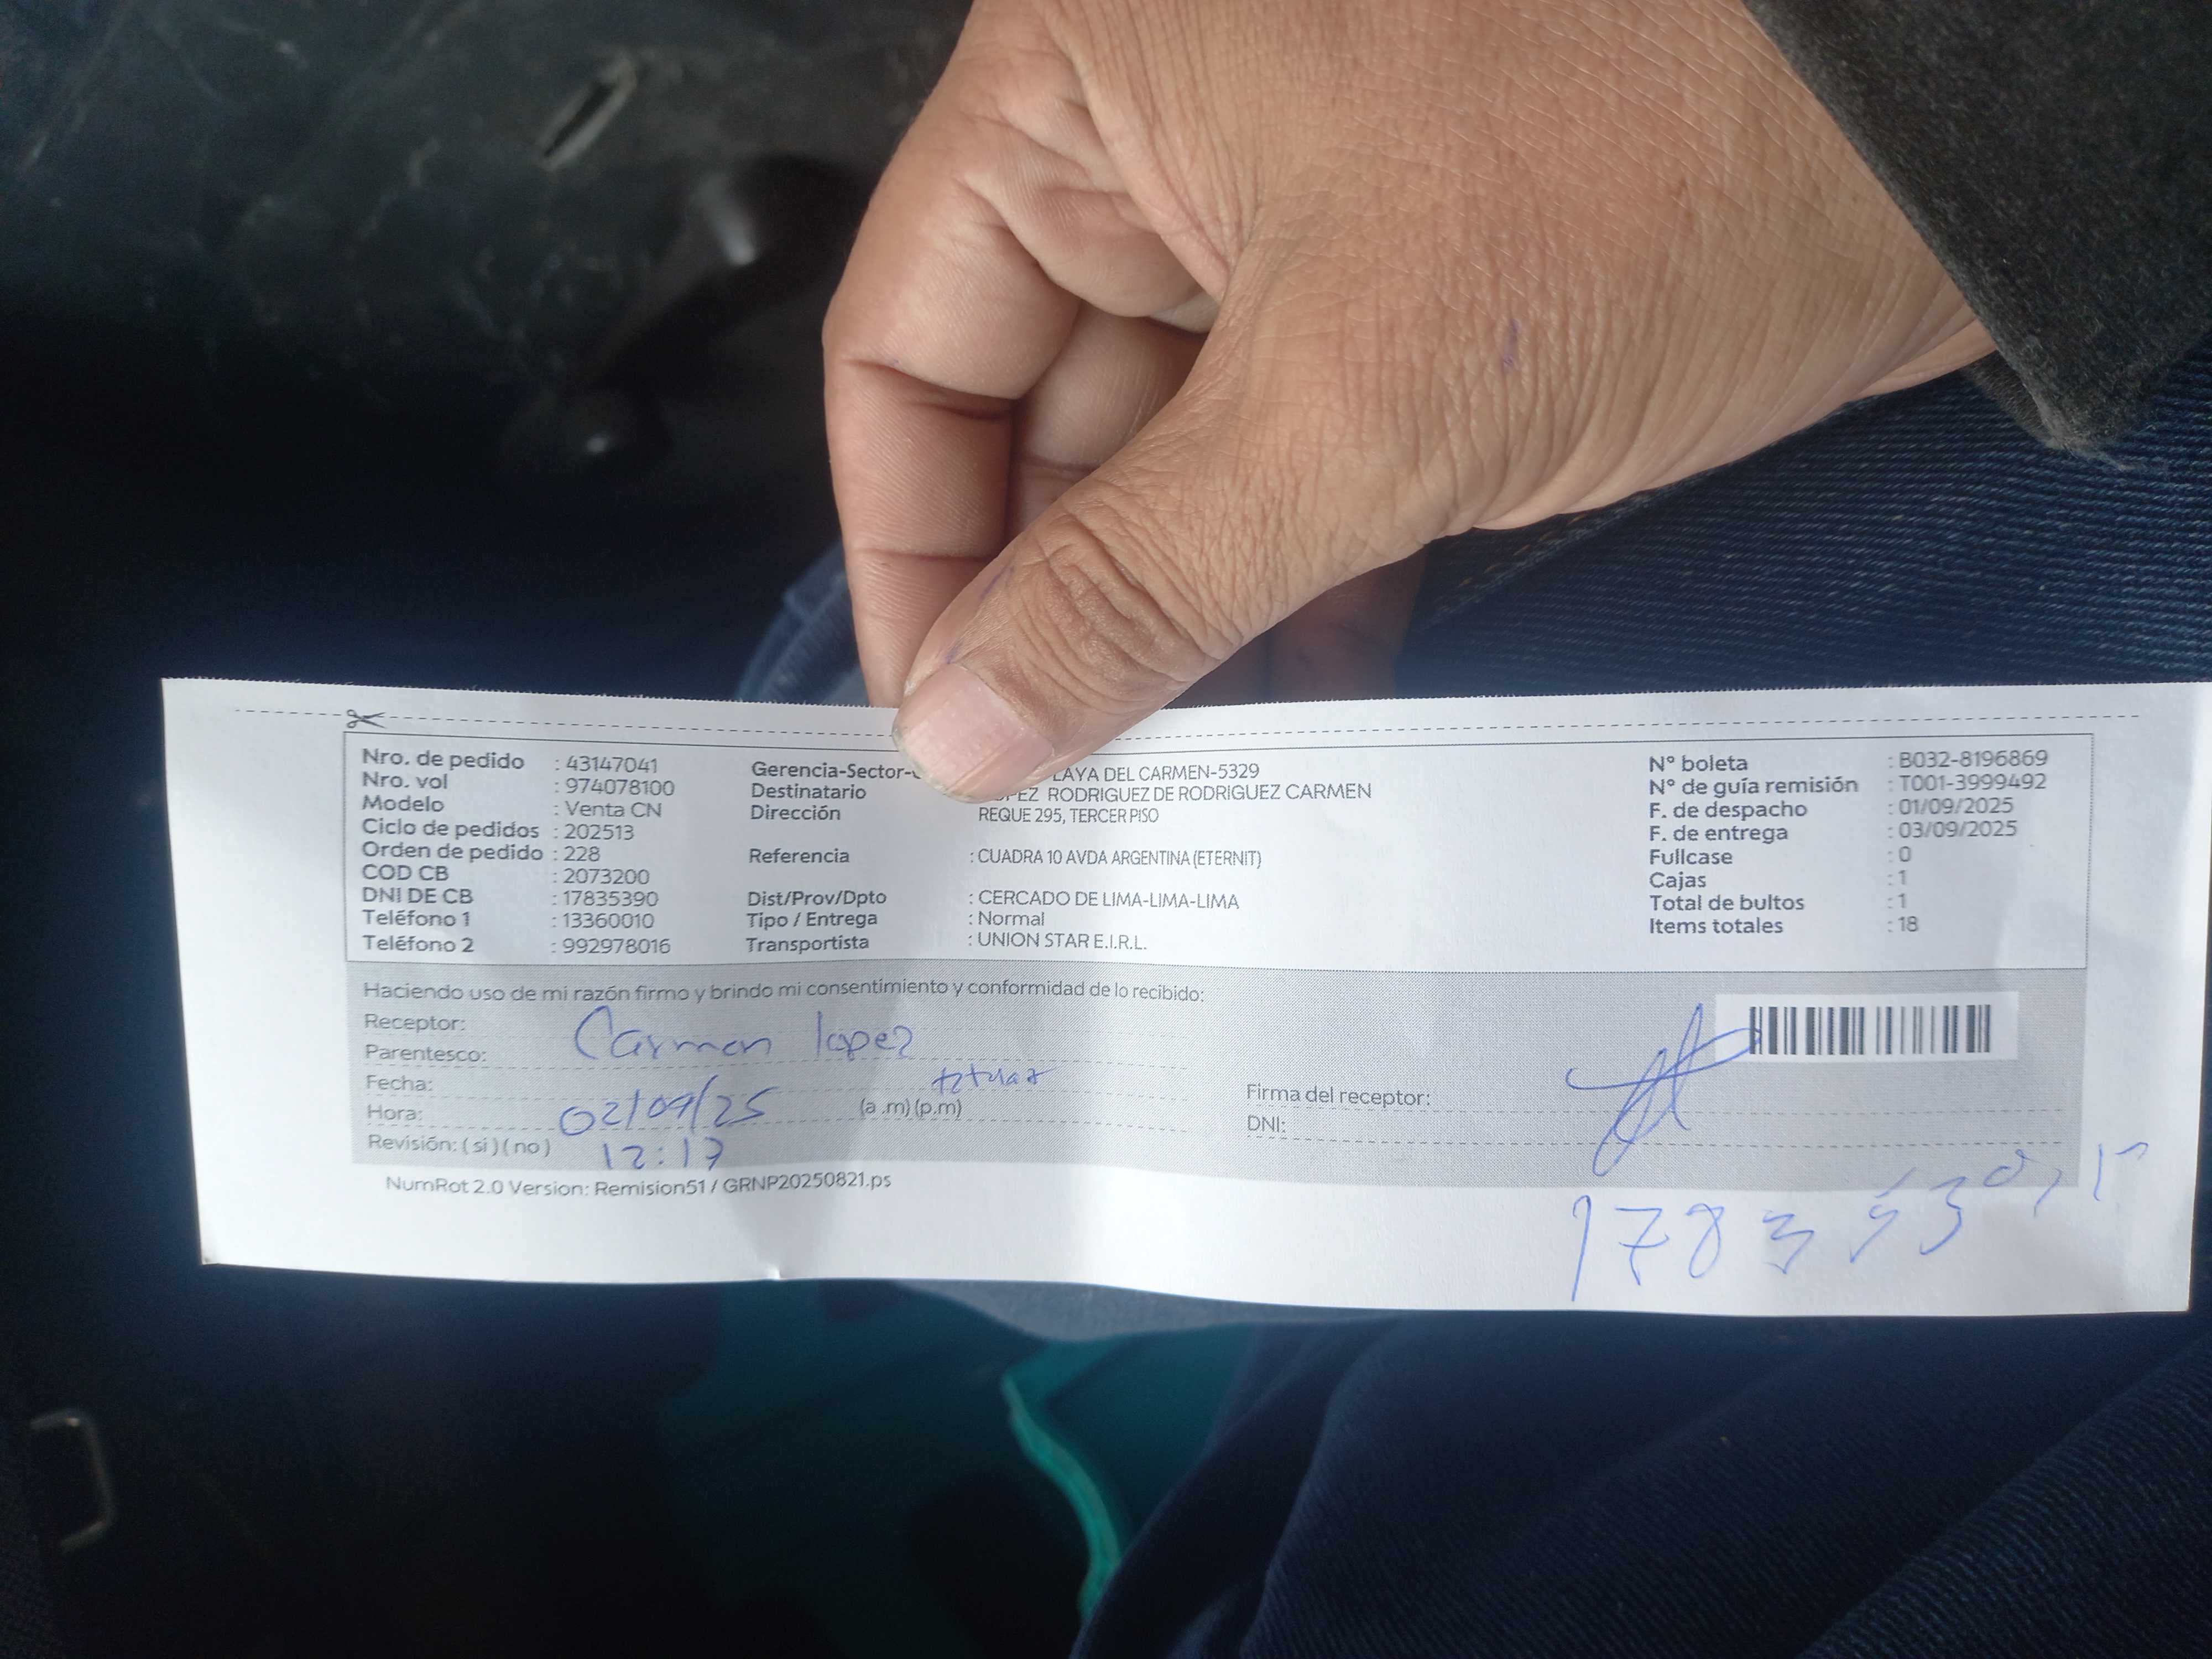 Nro. de pedido : 43147041
Nro. vol : 974078100
Modelo : Venta CN
Ciclo de pedidos : 202513
Orden de pedido : 228
COD CB : 2073200
DNI DE CB : 17835390
Teléfono 1 : 13360010
Teléfono 2 : 992978016
Gerencia-Sector- LAYA DEL CARMEN-5329
Destinatario RODRIGUEZ DE RODRIGUEZ CARMEN
Dirección REQUE 295, TERCER PISO
Referencia : CUADRA 10 AVDA ARGENTINA (ETERNIT)
Dist/Prov/Dpto : CERCADO DE LIMA-LIMA-LIMA
Tipo / Entrega : Normal
Transportista : UNION STAR E.I.R.L.
N° boleta : B032-8196869
N° de guía remisión : T001-3999492
F. de despacho : 01/09/2025
F. de entrega : 03/09/2025
Fullcase : 0
Cajas : 1
Total de bultos : 1
Items totales : 18
Haciendo uso de mi razón firmo y brindo mi consentimiento y conformidad de lo recibido:
Receptor: Carmen lopez
Parentesco: titular
Fecha: 02/09/25
Hora: 12:17 (a .m) (p.m)
Revisión: ( si ) ( no )
Firma del receptor:
DNI:
NumRot 2.0 Version: Remision51 / GRNP20250821.ps